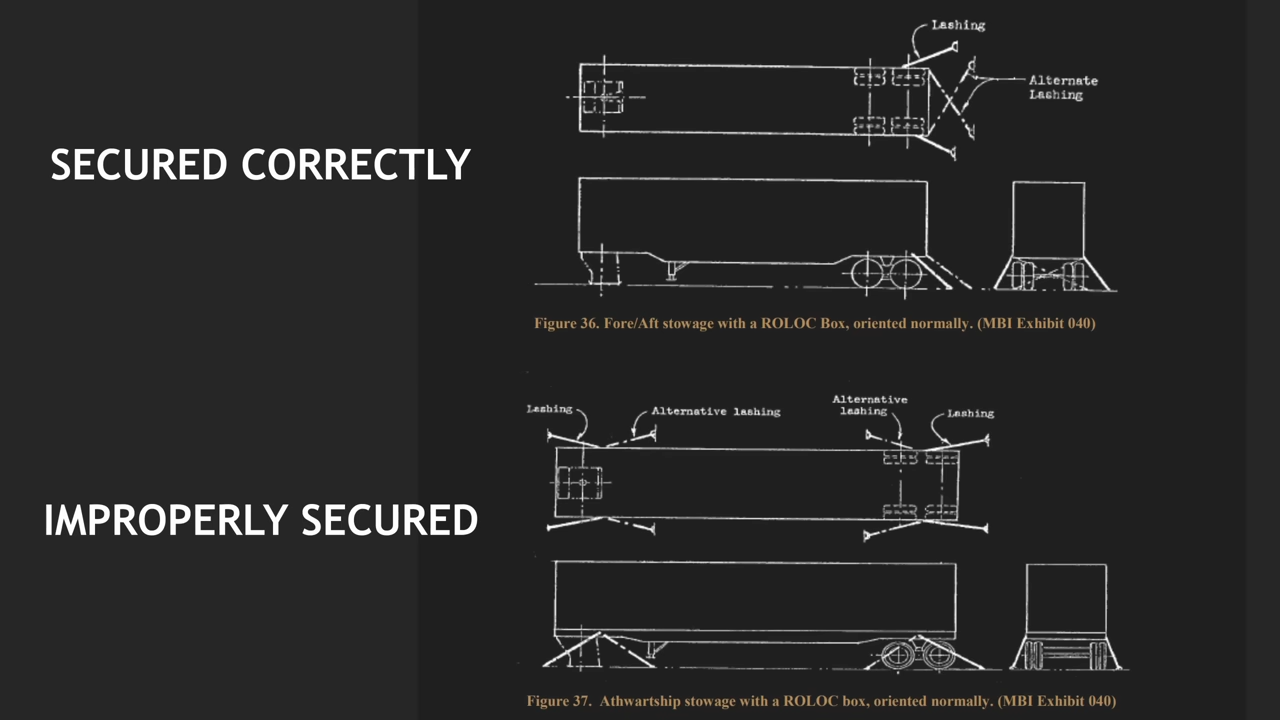 Lashing
Alternate
Lashing
SECURED CORRECTLY
Figure 36. Fore/Aft stowage with a ROLOC Box, oriented normally. (MBI Exhibit 040)
Lashing
Alternative lashing
Alternative
lashing
Lashing
IMPROPERLY SECURED
Figure 37. Athwartship stowage with a ROLOC box, oriented normally. (MBI Exhibit 040)